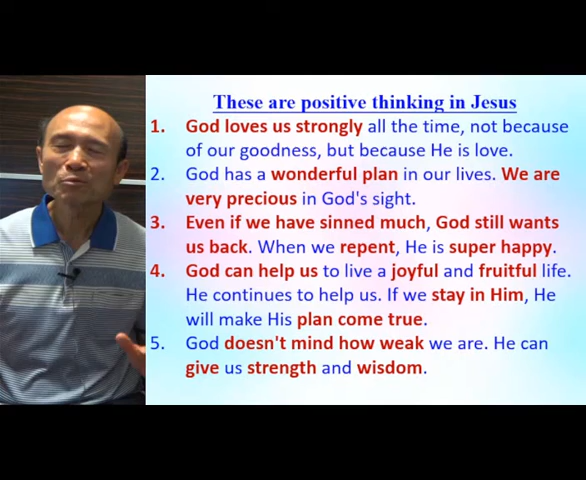 These are positive thinking in Jesus
1. God loves us strongly all the time, not because
of our goodness, but because He is love.
2. God has a wonderful plan in our lives. We are
very precious in God's sight.
3. Even if we have sinned much, God still wants
us back. When we repent, He is super happy.
4. God can help us to live a joyful and fruitful life.
He continues to help us. If we stay in Him, He
will make His plan come true.
5. God doesn't mind how weak we are. He can
give us strength and wisdom.